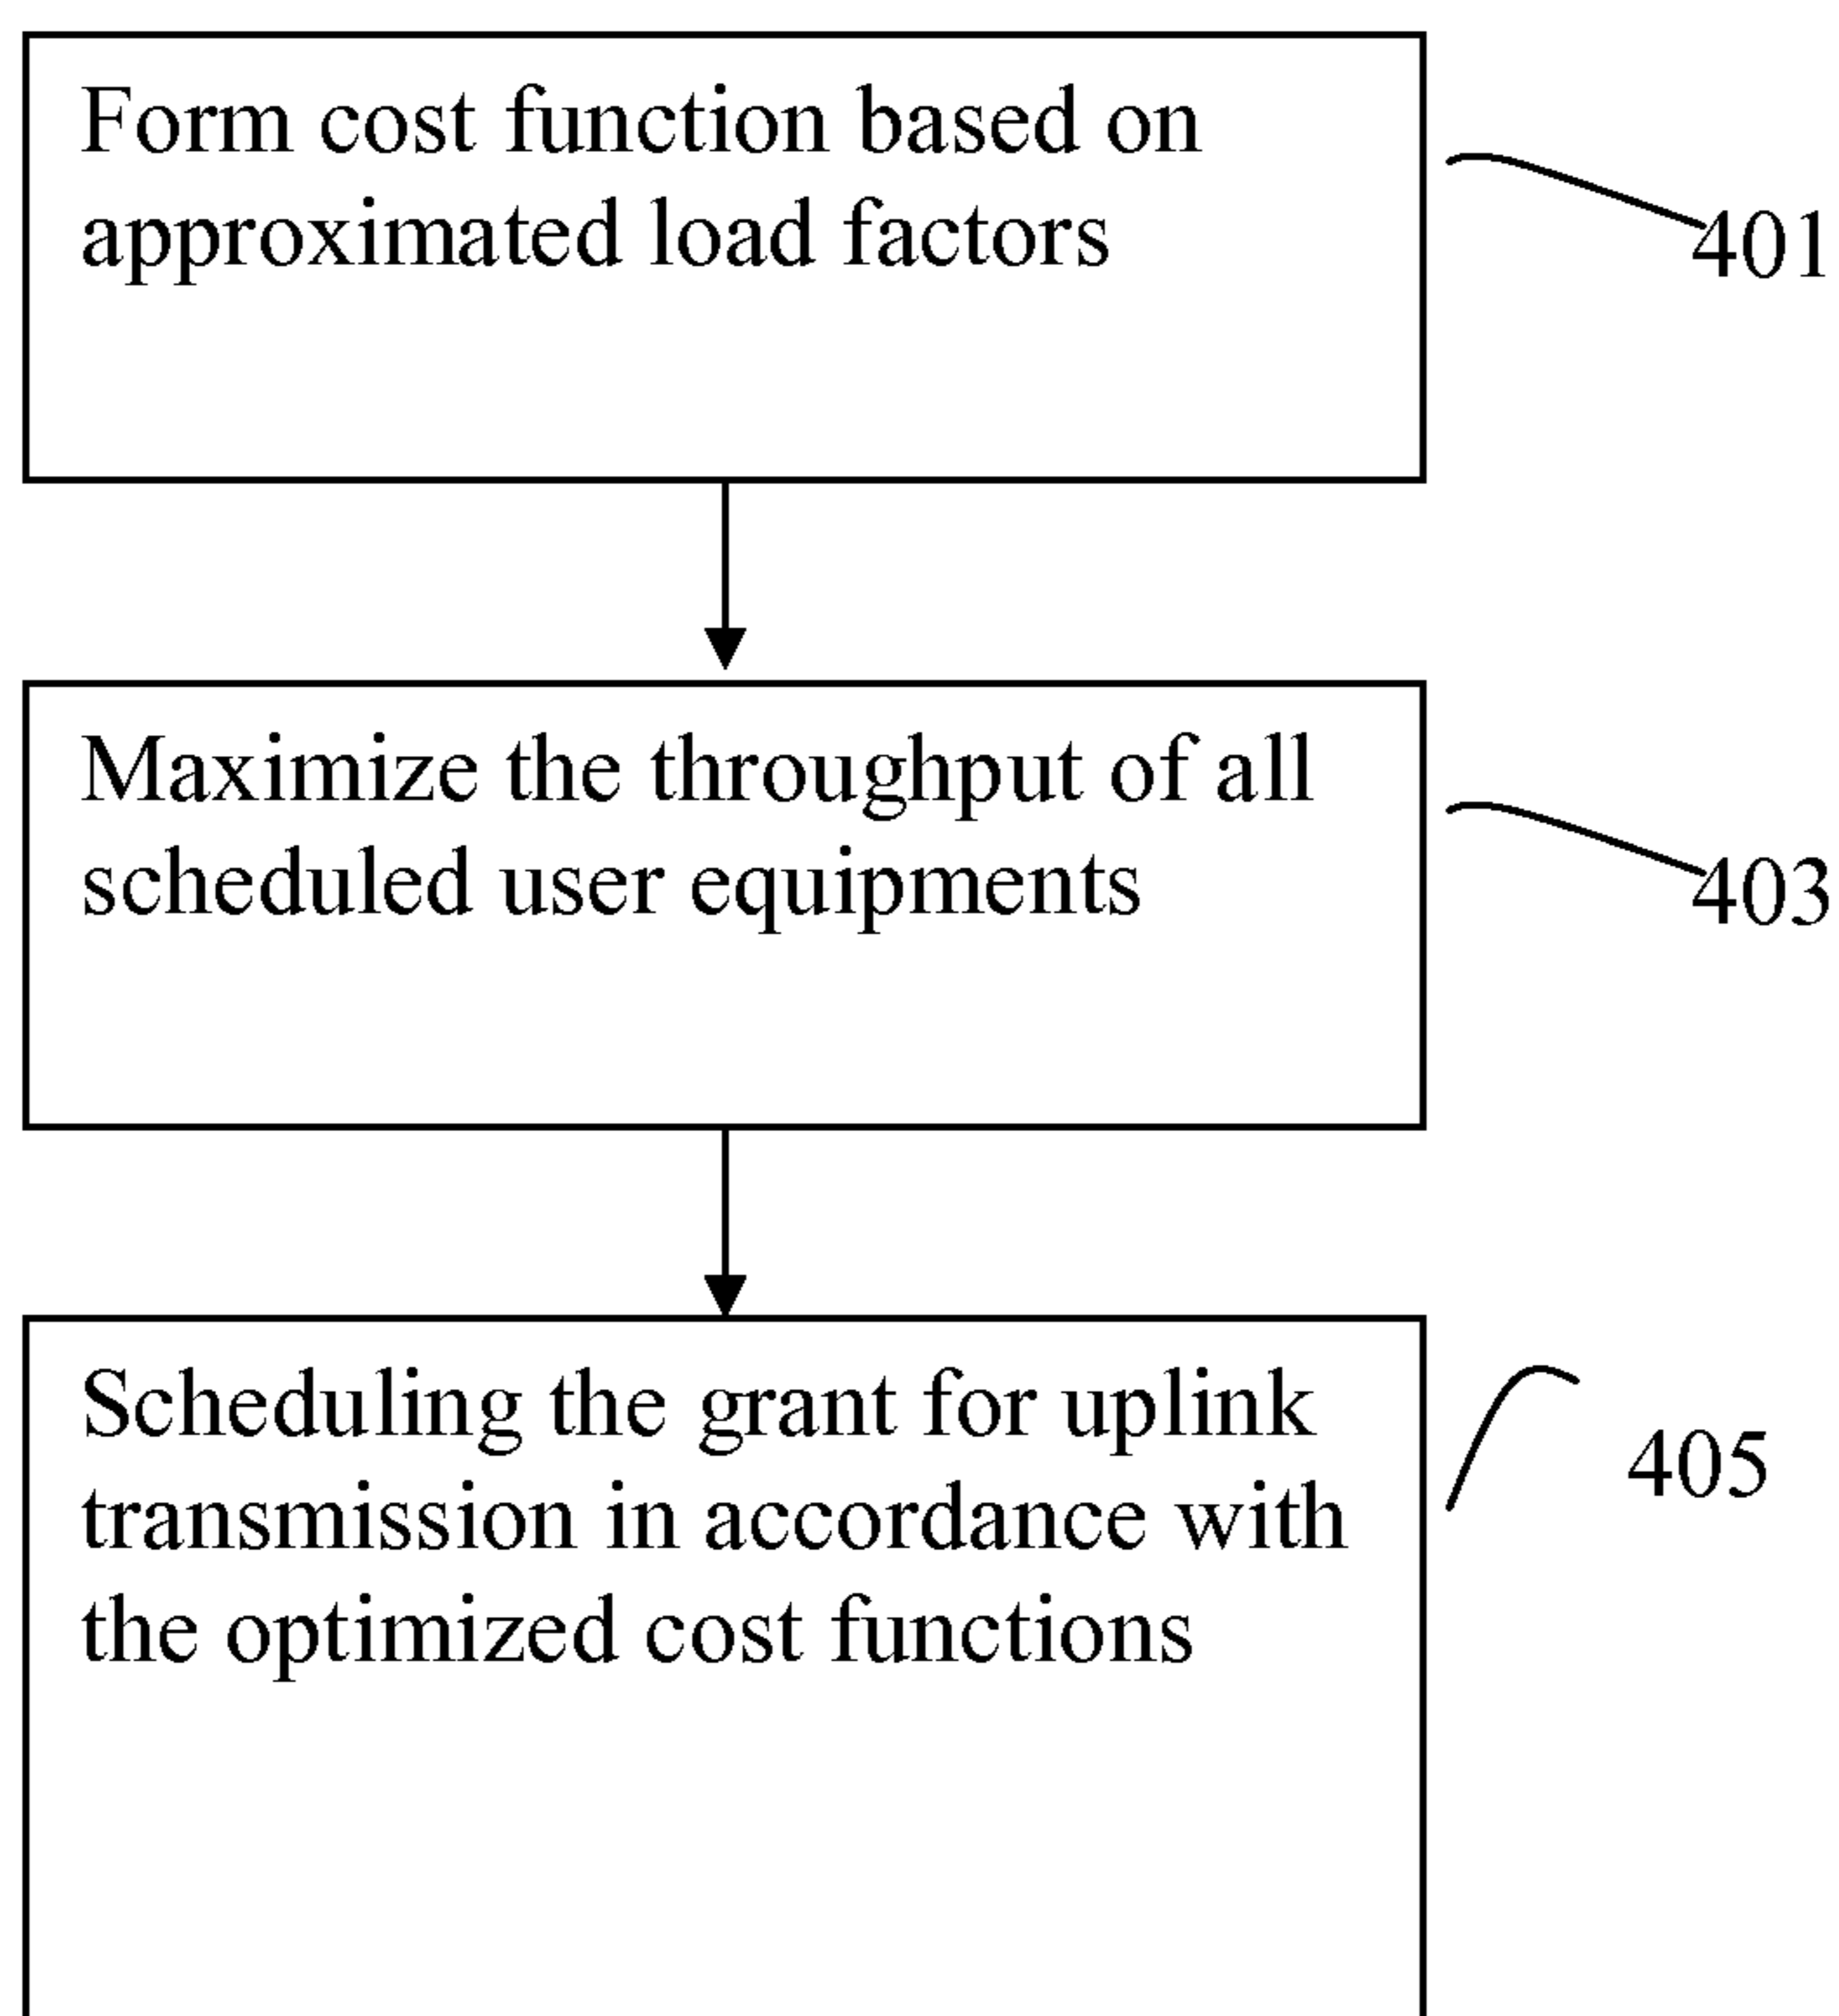 Form cost function based on
approximated load factors
401
Maximize the throughput of all
scheduled user equipments
403
Scheduling the grant for uplink
transmission in accordance with
the optimized cost functions
405